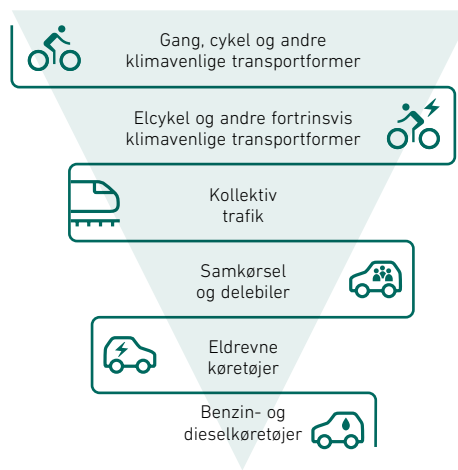 Gang, cykel og andre
klimavenlige transportformer
Elcykel og andre fortrinsvis
klimavenlige transportformer
Kollektiv
trafik
Samkørsel
og delebiler
Eldrevne
køretøjer
Benzin- og
dieselkøretøjer